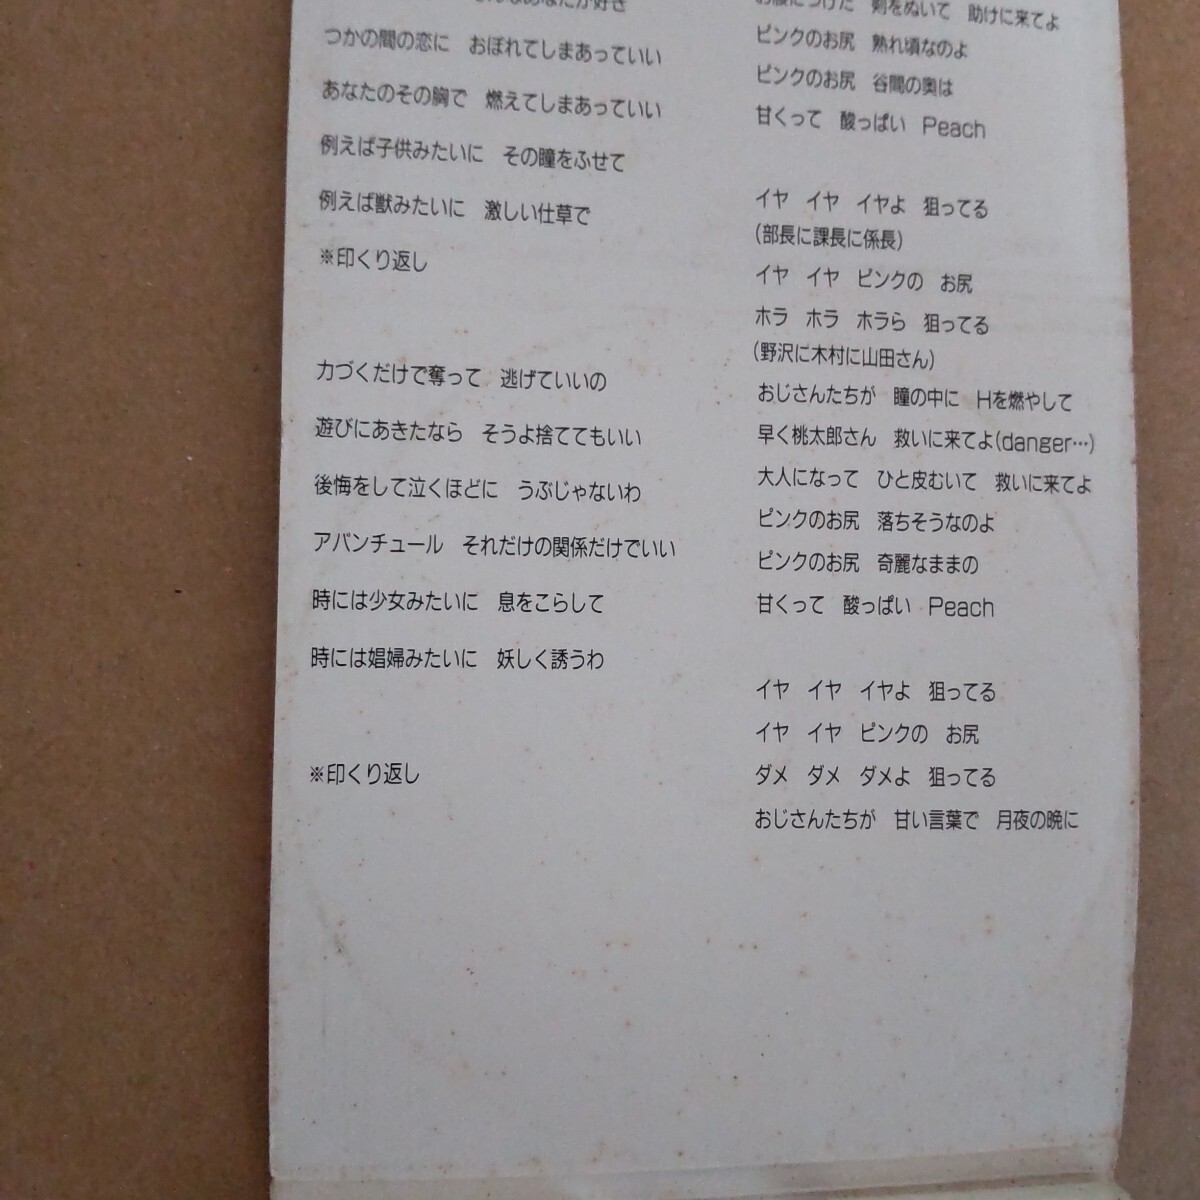 あなたが好き
つかの間の恋に　おぼれてしまあっていい
あなたのその胸で　燃えてしまあっていい
例えば子供みたいに　その瞳をふせて
例えば獣みたいに　激しい仕草で
※印くり返し
力づくだけで奪って　逃げていいの
遊びにあきたなら　そうよ捨ててもいい
後悔をして泣くほどに　うぶじゃないわ
アバンチュール　それだけの関係だけでいい
時には少女みたいに　息をこらして
時には娼婦みたいに　妖しく誘うわ
※印くり返し
お腰につけた　剣をぬいて　助けに来てよ
ピンクのお尻　熟れ頃なのよ
ピンクのお尻　谷間の奥は
甘くって　酸っぱい　Peach
イヤ　イヤ　イヤよ　狙ってる
(部長に課長に係長)
イヤ　イヤ　ピンクの　お尻
ホラ　ホラ　ホラら　狙ってる
(野沢に木村に山田さん)
おじさんたちが　瞳の中に　Hを燃やして
早く桃太郎さん　救いに来てよ(danger…)
大人になって　ひと皮むいて　救いに来てよ
ピンクのお尻　落ちそうなのよ
ピンクのお尻　奇麗なままの
甘くって　酸っぱい　Peach
イヤ　イヤ　イヤよ　狙ってる
イヤ　イヤ　ピンクの　お尻
ダメ　ダメ　ダメよ　狙ってる
おじさんたちが　甘い言葉で　月夜の晩に